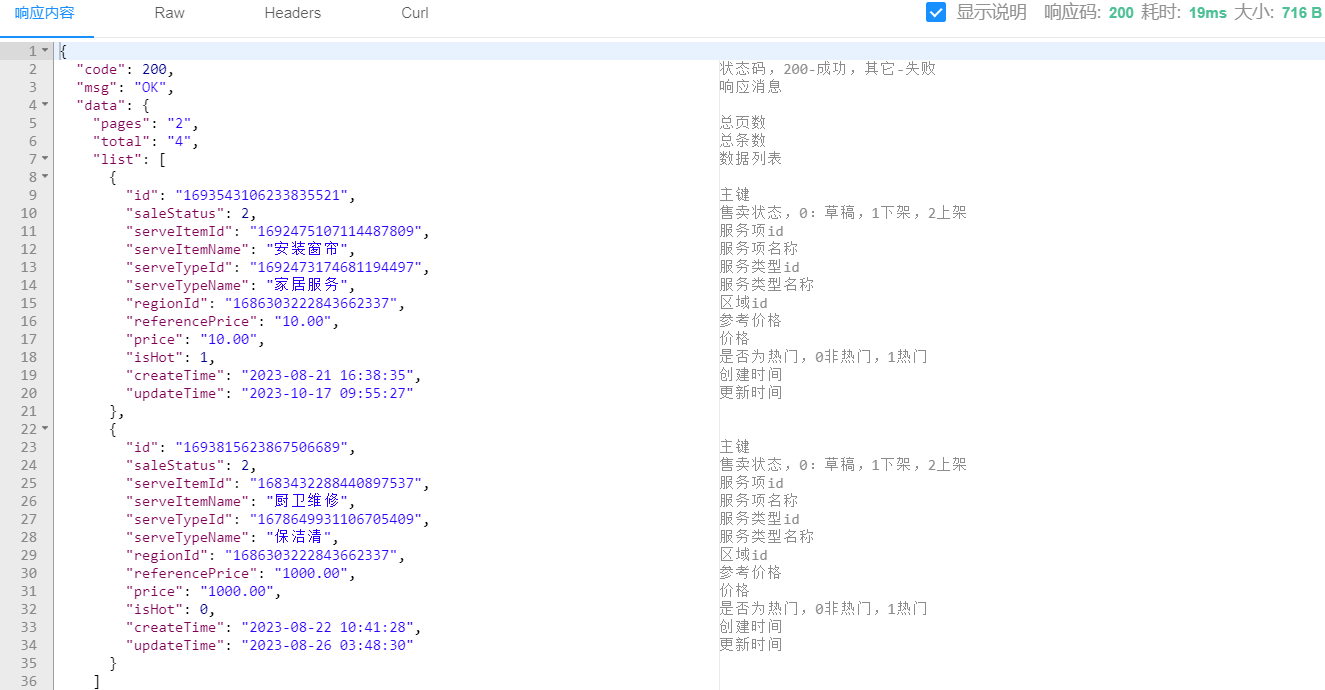 响应内容 Raw Headers Curl 显示说明 响应码: 200 耗时: 19ms 大小: 716 B
1 {
2 "code": 200, 状态码，200-成功，其它-失败
3 "msg": "OK", 响应消息
4 "data": {
5 "pages": "2", 总页数
6 "total": "4", 总条数
7 "list": [ 数据列表
8 {
9 "id": "1693543106233835521", 主键
10 "saleStatus": 2, 售卖状态，0：草稿，1下架，2上架
11 "serveItemId": "1692475107114487809", 服务项id
12 "serveItemName": "安装窗帘", 服务项名称
13 "serveTypeId": "1692473174681194497", 服务类型id
14 "serveTypeName": "家居服务", 服务类型名称
15 "regionId": "1686303222843662337", 区域id
16 "referencePrice": "10.00", 参考价格
17 "price": "10.00", 价格
18 "isHot": 1, 是否为热门，0非热门，1热门
19 "createTime": "2023-08-21 16:38:35", 创建时间
20 "updateTime": "2023-10-17 09:55:27" 更新时间
21 },
22 {
23 "id": "1693815623867506689", 主键
24 "saleStatus": 2, 售卖状态，0：草稿，1下架，2上架
25 "serveItemId": "1683432288440897537", 服务项id
26 "serveItemName": "厨卫维修", 服务项名称
27 "serveTypeId": "1678649931106705409", 服务类型id
28 "serveTypeName": "保洁清", 服务类型名称
29 "regionId": "1686303222843662337", 区域id
30 "referencePrice": "1000.00", 参考价格
31 "price": "1000.00", 价格
32 "isHot": 0, 是否为热门，0非热门，1热门
33 "createTime": "2023-08-22 10:41:28", 创建时间
34 "updateTime": "2023-08-26 03:48:30" 更新时间
35 }
36 ]